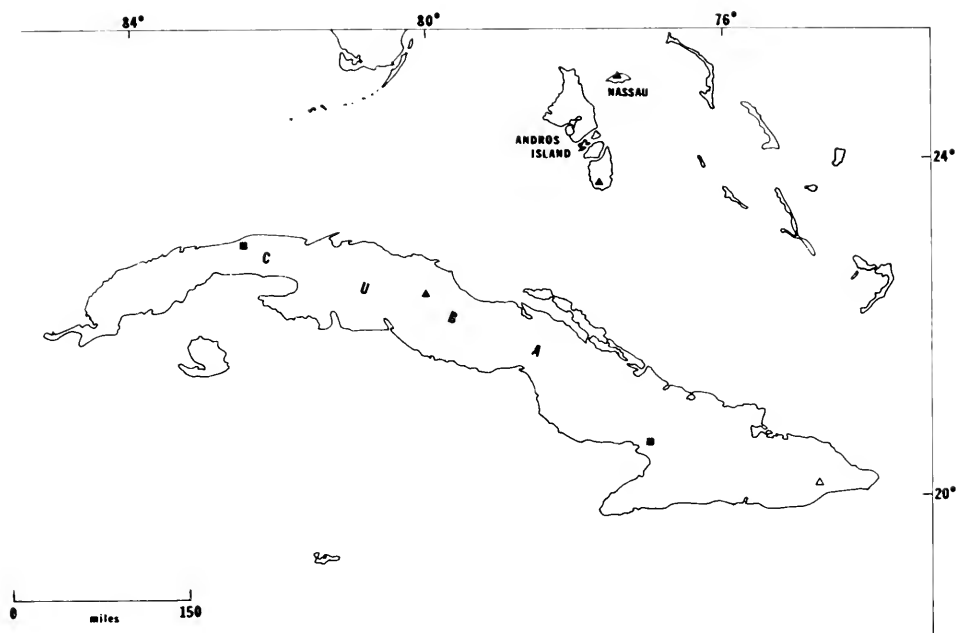 84°
80
76
NASSAU
ANDROS
ISLAND
24°
C
U
B
A
20°
0
150
miles